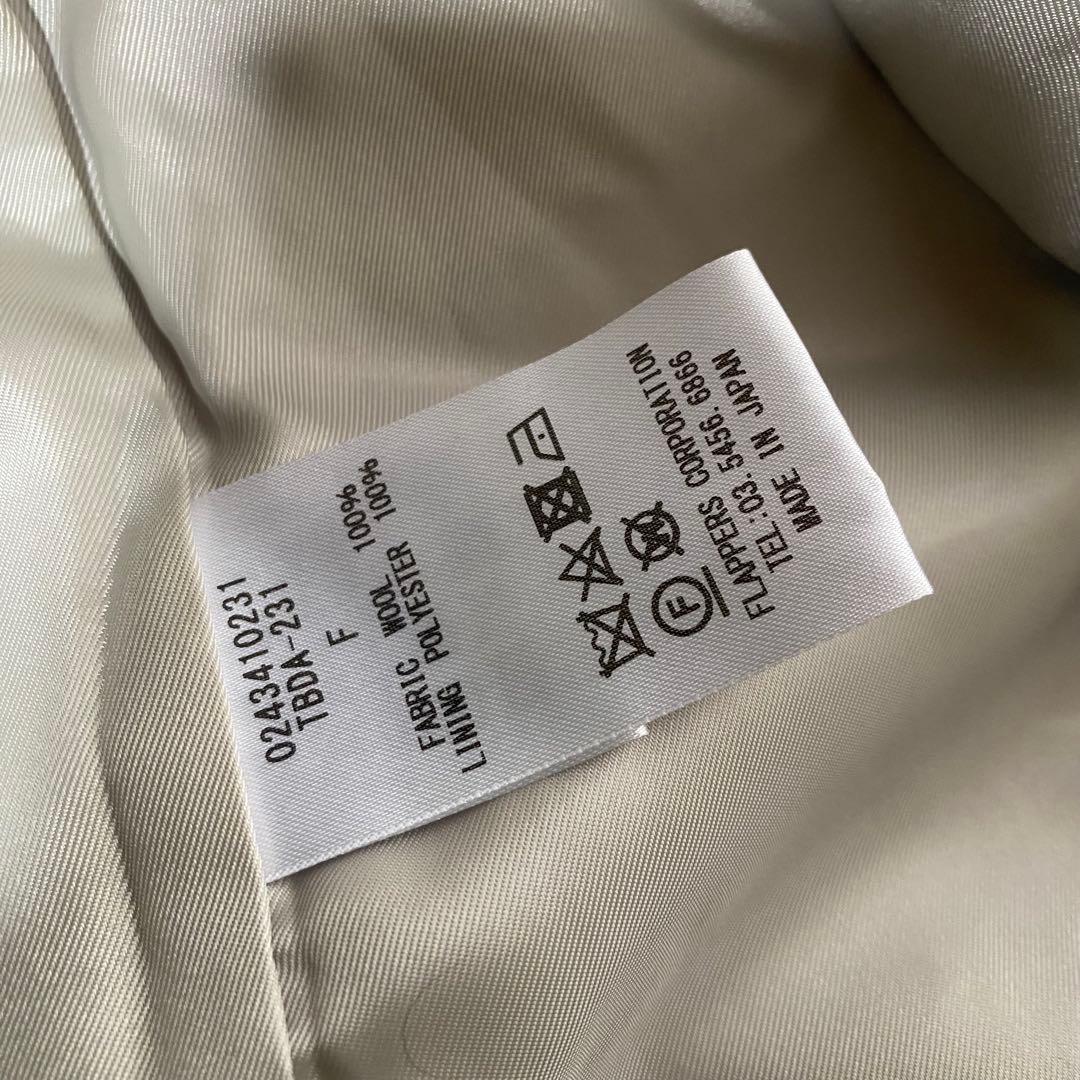 0243410231
TBDA-231
F
FABRIC WOOL 100%
LINING POLYESTER 100%
F
FLAPPERS CORPORATION
TEL:03.5456.6866
MADE IN JAPAN